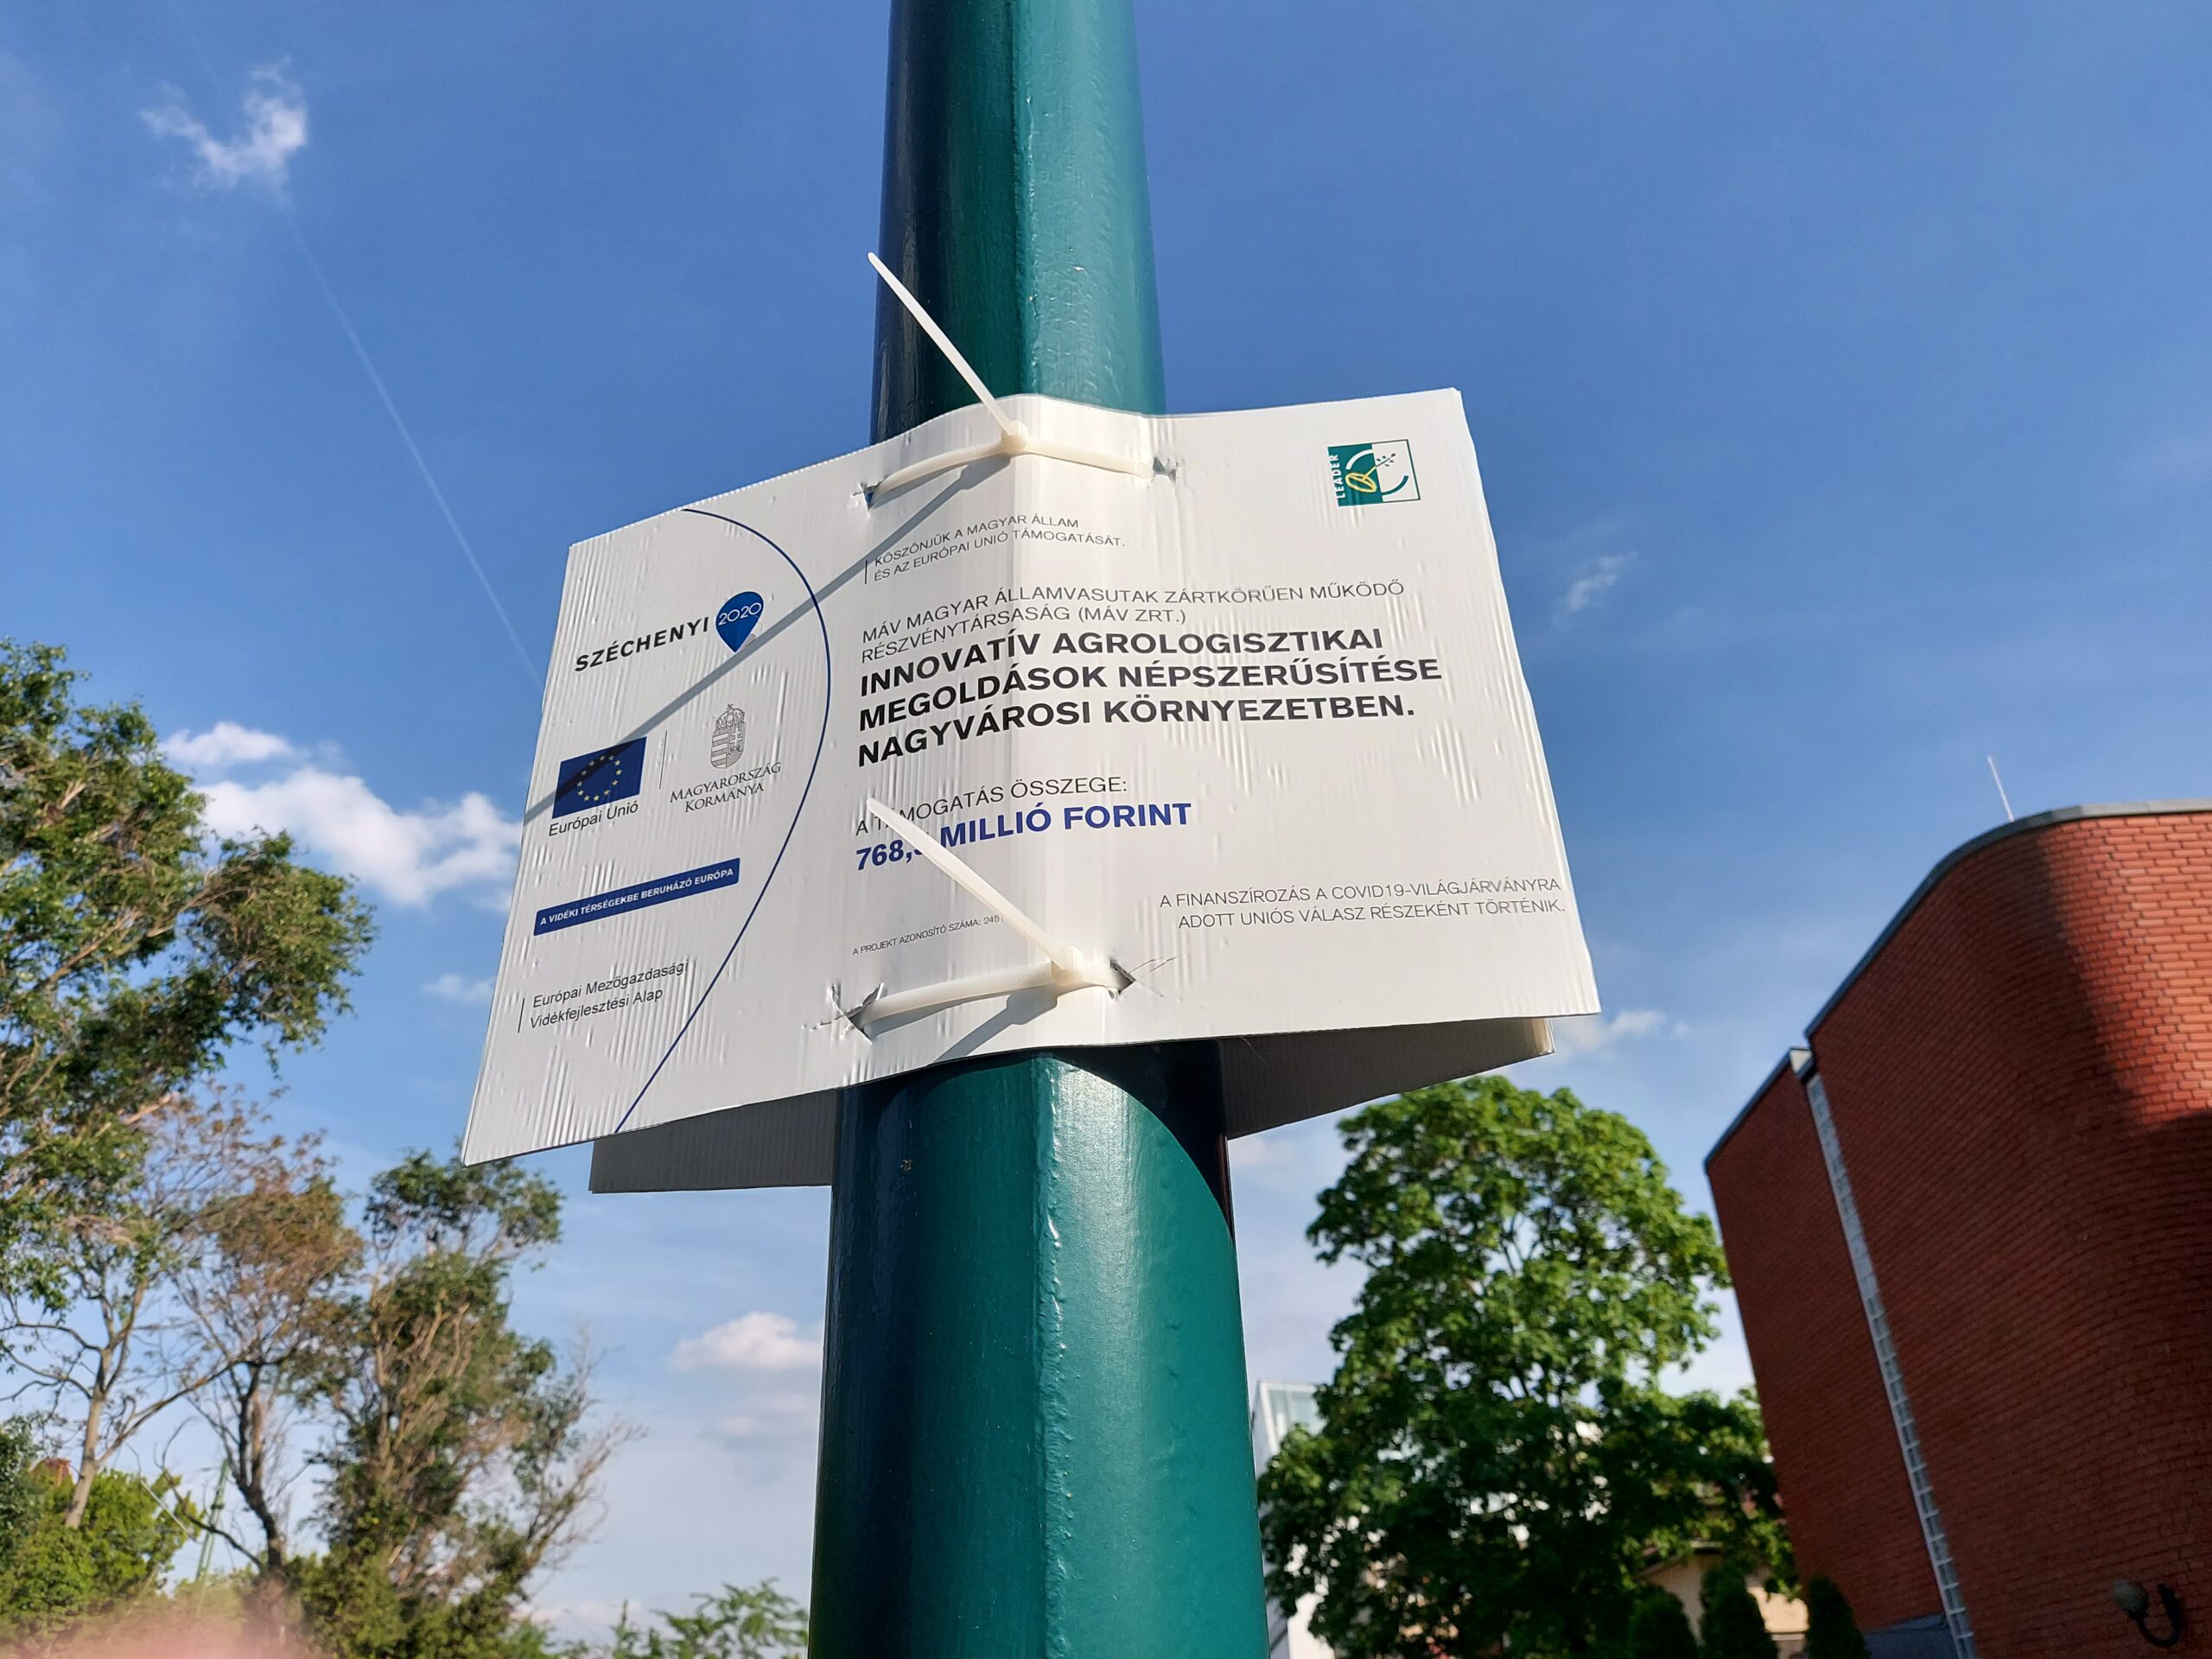 LEADER
KÖSZÖNJÜK A MAGYAR ÁLLAM
ÉS AZ EURÓPAI UNIÓ TÁMOGATÁSÁT.
SZÉCHENYI 2020
MÁV MAGYAR ÁLLAMVASUTAK ZÁRTKÖRŰEN MŰKÖDŐ
RÉSZVÉNYTÁRSASÁG (MÁV ZRT.)
INNOVATÍV AGROLOGISZTIKAI
MEGOLDÁSOK NÉPSZERŰSÍTÉSE
NAGYVÁROSI KÖRNYEZETBEN.
Európai Unió
MAGYARORSZÁG
KORMÁNYA
A TÁMOGATÁS ÖSSZEGE:
MILLIÓ FORINT
A VIDÉKI TÉRSÉGEKBE BERUHÁZÓ EURÓPA
A PROJEKT AZONOSÍTÓ SZÁMA:
A FINANSZÍROZÁS A COVID19-VILÁGJÁRVÁNYRA
ADOTT UNIÓS VÁLASZ RÉSZEKÉNT TÖRTÉNIK.
Európai Mezőgazdasági
Vidékfejlesztési Alap